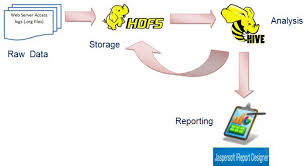 Web Server Access
logs (.log files)
Raw Data
HDFS
Storage
HIVE
Analysis
Reporting
Jaspersoft iReport Designer